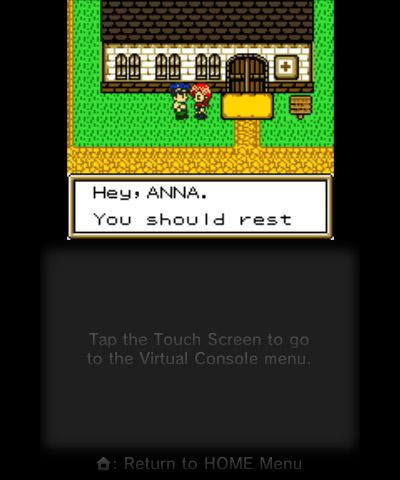 Hey, ANNA.
You should rest
Tap the Touch Screen to go
to the Virtual Console menu.
: Return to HOME Menu